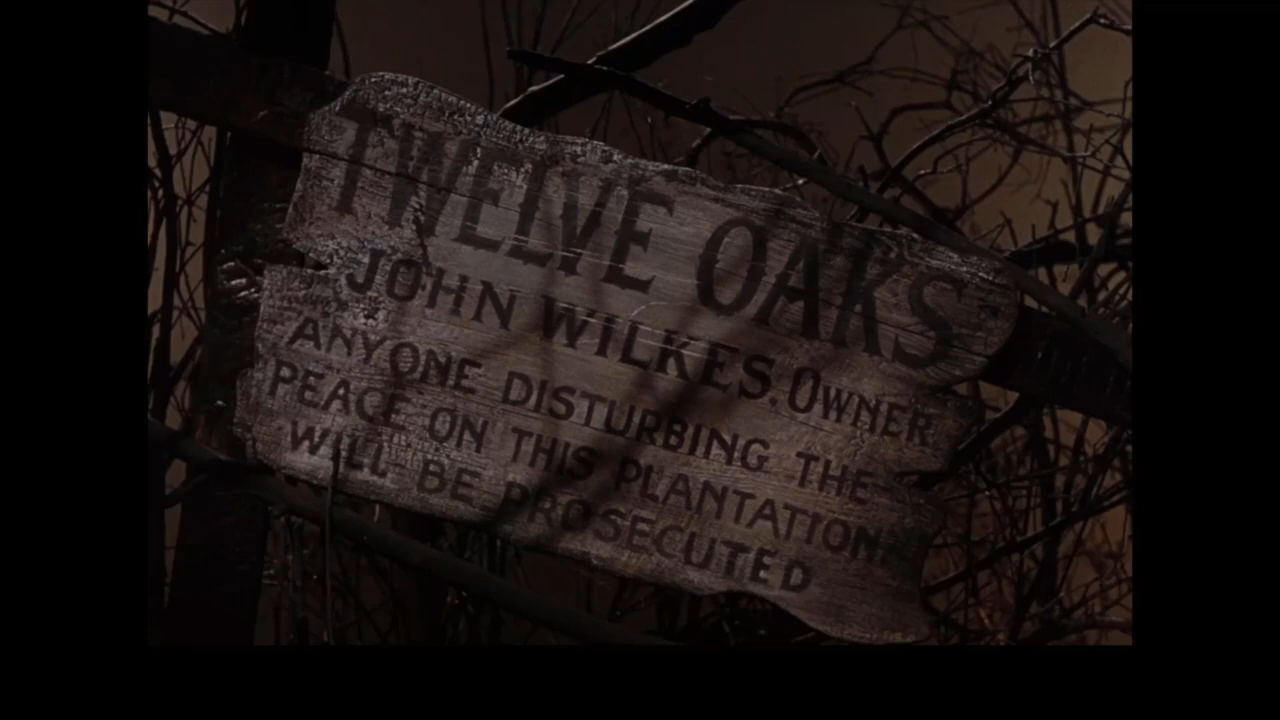 TWELVE OAKS
JOHN WILKES, OWNER
ANYONE DISTURBING THE
PEACE ON THIS PLANTATION
WILL BE PROSECUTED